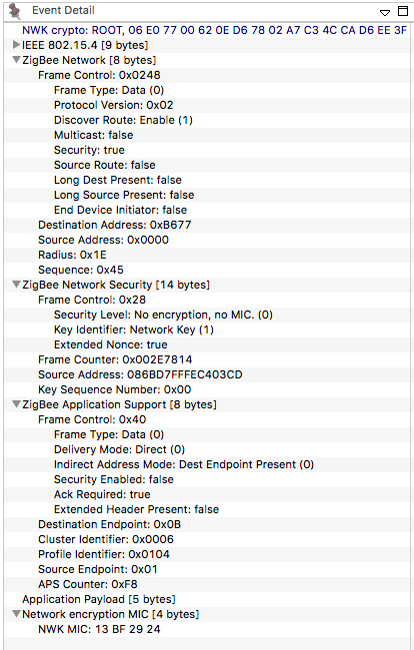 Event Detail
NWK crypto: ROOT, 06 E0 77 00 62 0E D6 78 02 A7 C3 4C CA D6 EE 3F
IEEE 802.15.4 [9 bytes]
ZigBee Network [8 bytes]
Frame Control: 0x0248
Frame Type: Data (0)
Protocol Version: 0x02
Discover Route: Enable (1)
Multicast: false
Security: true
Source Route: false
Long Dest Present: false
Long Source Present: false
End Device Initiator: false
Destination Address: 0xB677
Source Address: 0x0000
Radius: 0x1E
Sequence: 0x45
ZigBee Network Security [14 bytes]
Frame Control: 0x28
Security Level: No encryption, no MIC. (0)
Key Identifier: Network Key (1)
Extended Nonce: true
Frame Counter: 0x002E7814
Source Address: 086BD7FFFEC403CD
Key Sequence Number: 0x00
ZigBee Application Support [8 bytes]
Frame Control: 0x40
Frame Type: Data (0)
Delivery Mode: Direct (0)
Indirect Address Mode: Dest Endpoint Present (0)
Security Enabled: false
Ack Required: true
Extended Header Present: false
Destination Endpoint: 0x0B
Cluster Identifier: 0x0006
Profile Identifier: 0x0104
Source Endpoint: 0x01
APS Counter: 0xF8
Application Payload [5 bytes]
Network encryption MIC [4 bytes]
NWK MIC: 13 BF 29 24